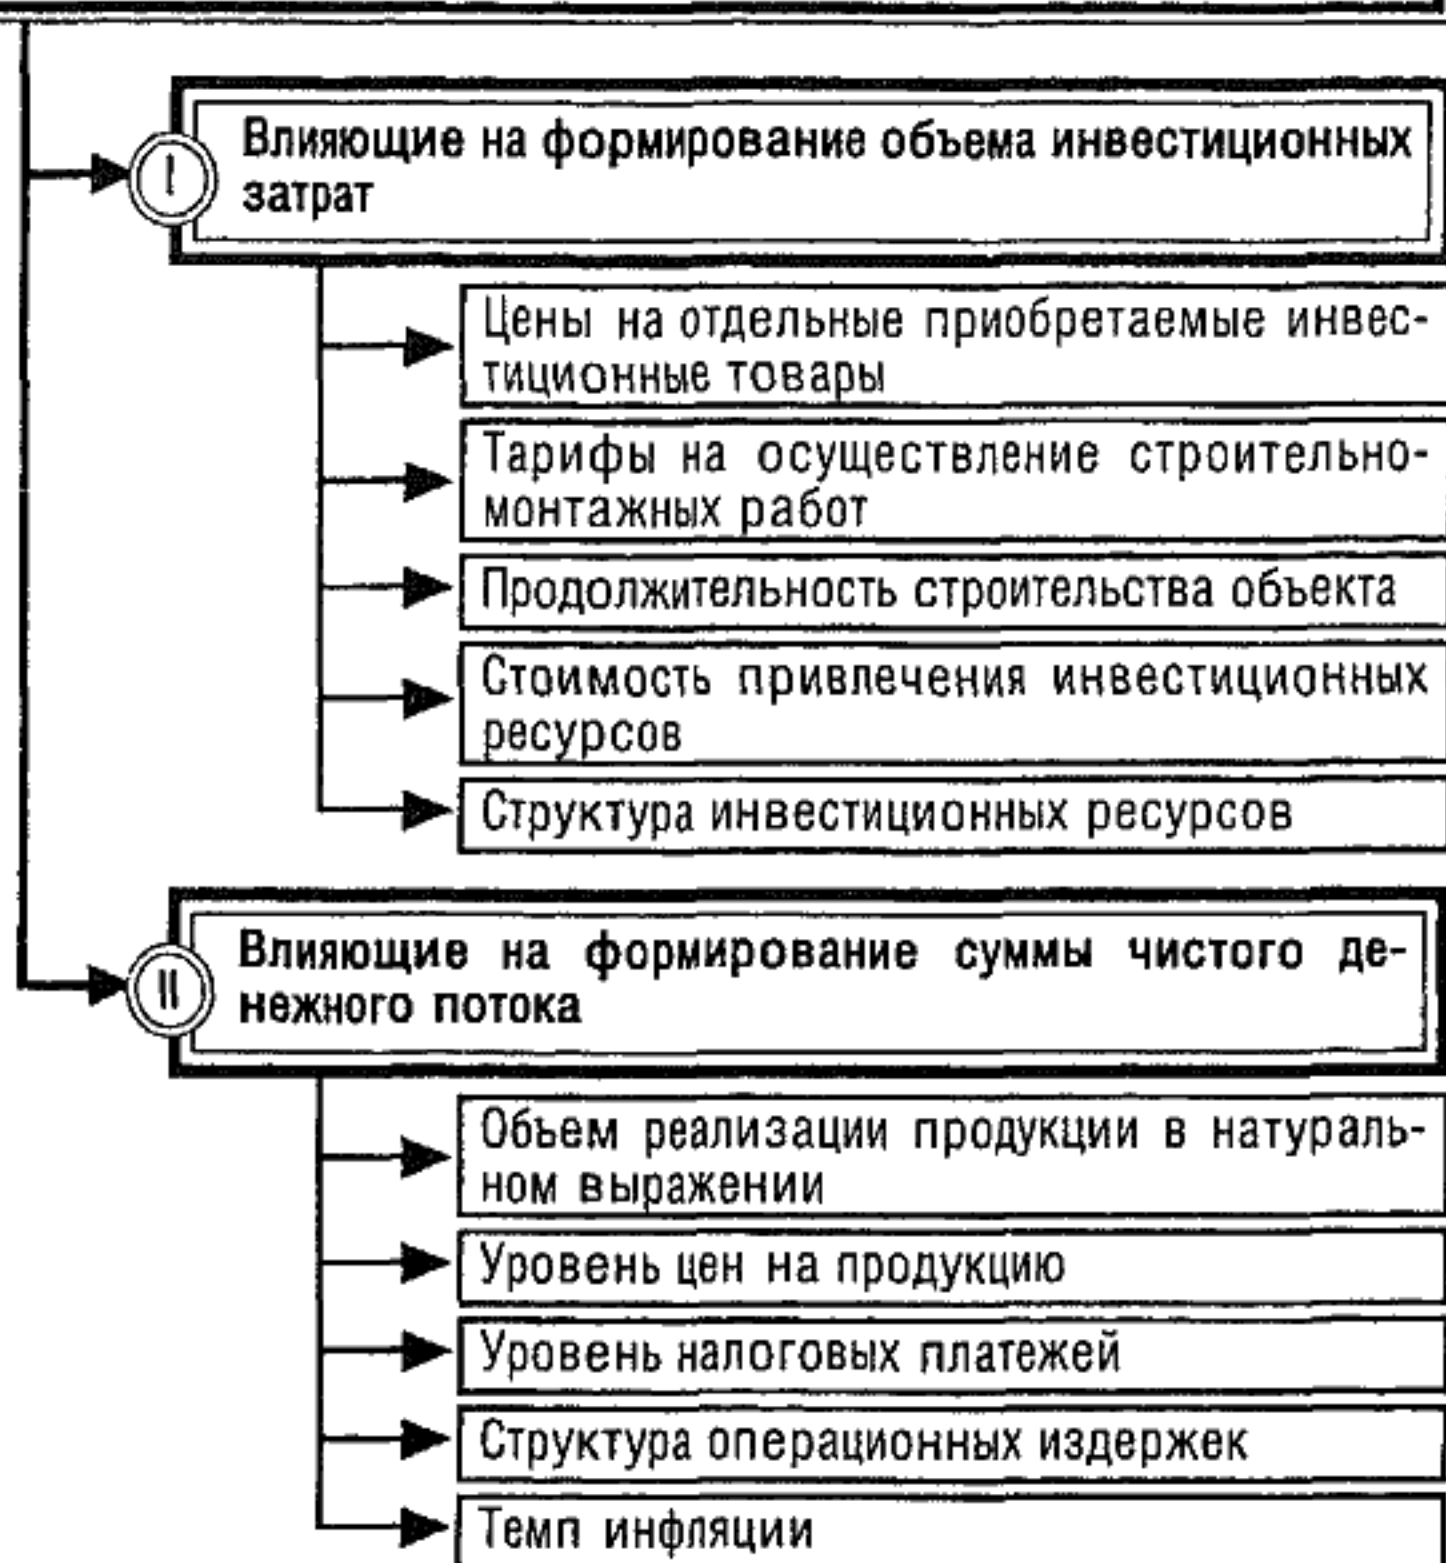 I
Влияющие на формирование объема инвестиционных
затрат
Цены на отдельные приобретаемые инвес-
тиционные товары
Тарифы на осуществление строительно-
монтажных работ
Продолжительность строительства объекта
Стоимость привлечения инвестиционных
ресурсов
Структура инвестиционных ресурсов
II
Влияющие на формирование суммы чистого де-
нежного потока
Объем реализации продукции в натураль-
ном выражении
Уровень цен на продукцию
Уровень налоговых платежей
Структура операционных издержек
Темп инфляции